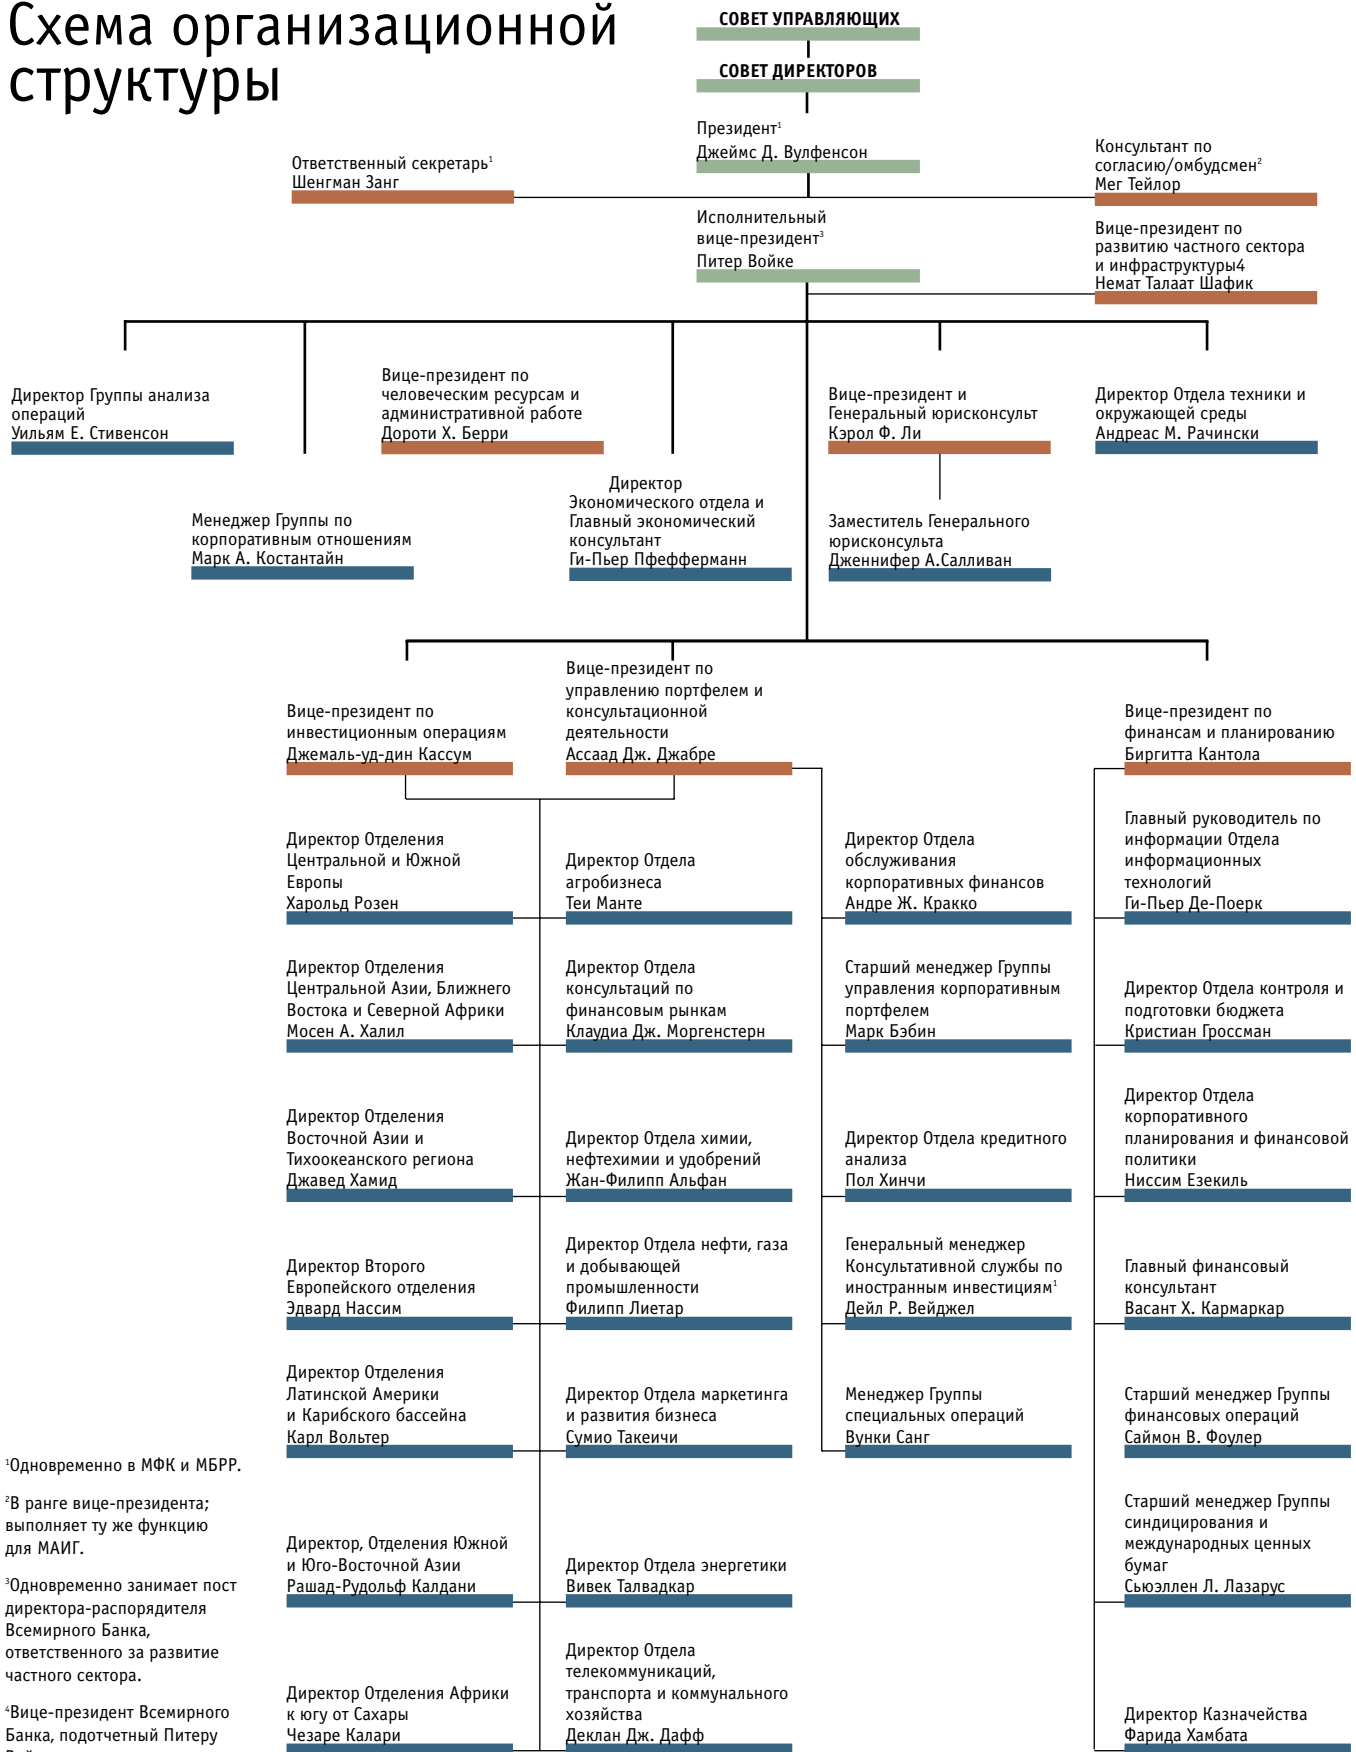 Схема организационной
структуры
СОВЕТ УПРАВЛЯЮЩИХ
СОВЕТ ДИРЕКТОРОВ
Президент¹
Джеймс Д. Вулфенсон
Ответственный секретарь¹
Шенгман Занг
Консультант по
согласию/омбудсмен²
Мег Тейлор
Исполнительный
вице-президент³
Питер Войке
Вице-президент по
развитию частного сектора
и инфраструктуры4
Немат Талаат Шафик
Директор Группы анализа
операций
Уильям Е. Стивенсон
Вице-президент по
человеческим ресурсам и
административной работе
Дороти Х. Берри
Вице-президент и
Генеральный юрисконсульт
Кэрол Ф. Ли
Директор Отдела техники и
окружающей среды
Андреас М. Рачински
Менеджер Группы по
корпоративным отношениям
Марк А. Костантайн
Директор
Экономического отдела и
Главный экономический
консультант
Ги-Пьер Пфефферманн
Заместитель Генерального
юрисконсульта
Дженнифер А.Салливан
Вице-президент по
инвестиционным операциям
Джемаль-уд-дин Кассум
Вице-президент по
управлению портфелем и
консультационной
деятельности
Ассаад Дж. Джабре
Вице-президент по
финансам и планированию
Биргитта Кантола
Директор Отделения
Центральной и Южной
Европы
Харольд Розен
Директор Отдела
агробизнеса
Теи Манте
Директор Отдела
обслуживания
корпоративных финансов
Андре Ж. Кракко
Главный руководитель по
информации Отдела
информационных
технологий
Ги-Пьер Де-Поерк
Директор Отделения
Центральной Азии, Ближнего
Востока и Северной Африки
Мосен А. Халил
Директор Отдела
консультаций по
финансовым рынкам
Клаудиа Дж. Моргенстерн
Старший менеджер Группы
управления корпоративным
портфелем
Марк Бэбин
Директор Отдела контроля и
подготовки бюджета
Кристиан Гроссман
Директор Отделения
Восточной Азии и
Тихоокеанского региона
Джавед Хамид
Директор Отдела химии,
нефтехимии и удобрений
Жан-Филипп Альфан
Директор Отдела кредитного
анализа
Пол Хинчи
Директор Отдела
корпоративного
планирования и финансовой
политики
Ниссим Езекиль
Директор Второго
Европейского отделения
Эдвард Нассим
Директор Отдела нефти, газа
и добывающей
промышленности
Филипп Лиетар
Генеральный менеджер
Консультативной службы по
иностранным инвестициям¹
Дейл Р. Вейджел
Главный финансовый
консультант
Васант Х. Кармаркар
Директор Отделения
Латинской Америки
и Карибского бассейна
Карл Вольтер
Директор Отдела маркетинга
и развития бизнеса
Сумио Такеичи
Менеджер Группы
специальных операций
Вунки Санг
Старший менеджер Группы
финансовых операций
Саймон В. Фоулер
Директор, Отделения Южной
и Юго-Восточной Азии
Рашад-Рудольф Калдани
Директор Отдела энергетики
Вивек Талвадкар
Старший менеджер Группы
синдицирования и
международных ценных
бумаг
Сьюэллен Л. Лазарус
Директор Отделения Африки
к югу от Сахары
Чезаре Калари
Директор Отдела
телекоммуникаций,
транспорта и коммунального
хозяйства
Деклан Дж. Дафф
Директор Казначейства
Фарида Хамбата
¹Одновременно в МФК и МБРР.
²В ранге вице-президента;
выполняет ту же функцию
для МАИГ.
³Одновременно занимает пост
директора-распорядителя
Всемирного Банка,
ответственного за развитие
частного сектора.
⁴Вице-президент Всемирного
Банка, подотчетный Питеру